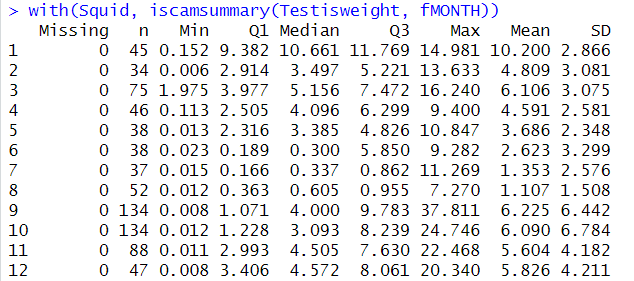 > with(Squid, iscamsummary(Testisweight, fMONTH))
Missing n Min Q1 Median Q3 Max Mean SD
1 0 45 0.152 9.382 10.661 11.769 14.981 10.200 2.866
2 0 34 0.006 2.914 3.497 5.221 13.633 4.809 3.081
3 0 75 1.975 3.977 5.156 7.472 16.240 6.106 3.075
4 0 46 0.113 2.505 4.096 6.299 9.400 4.591 2.581
5 0 38 0.013 2.316 3.385 4.826 10.847 3.686 2.348
6 0 38 0.023 0.189 0.300 5.850 9.282 2.623 3.299
7 0 37 0.015 0.166 0.337 0.862 11.269 1.353 2.576
8 0 52 0.012 0.363 0.605 0.955 7.270 1.107 1.508
9 0 134 0.008 1.071 4.000 9.783 37.811 6.225 6.442
10 0 134 0.012 1.228 3.093 8.239 24.746 6.090 6.784
11 0 88 0.011 2.993 4.505 7.630 22.468 5.604 4.182
12 0 47 0.008 3.406 4.572 8.061 20.340 5.826 4.211